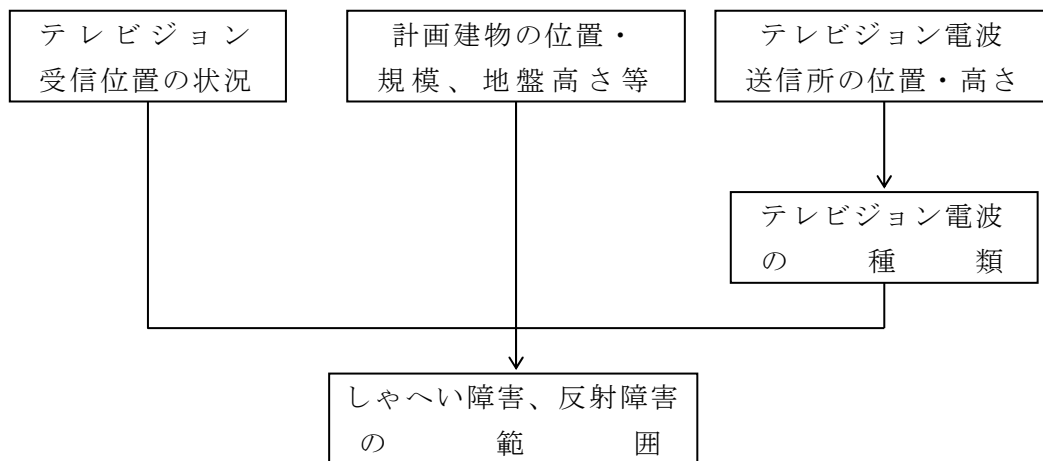 テレビジョン
受信位置の状況
計画建物の位置・
規模、地盤高さ等
テレビジョン電波
送信所の位置・高さ
テレビジョン電波
の種類
しゃへい障害、反射障害
の範囲